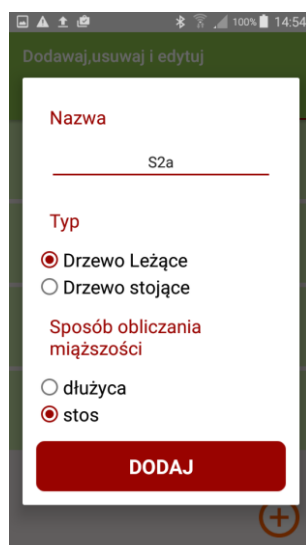 100% 14:54
Dodawaj,usuwaj i edytuj
Nazwa
S2a
Typ
Drzewo Leżące
Drzewo stojące
Sposób obliczania
miąższości
dłużyca
stos
DODAJ